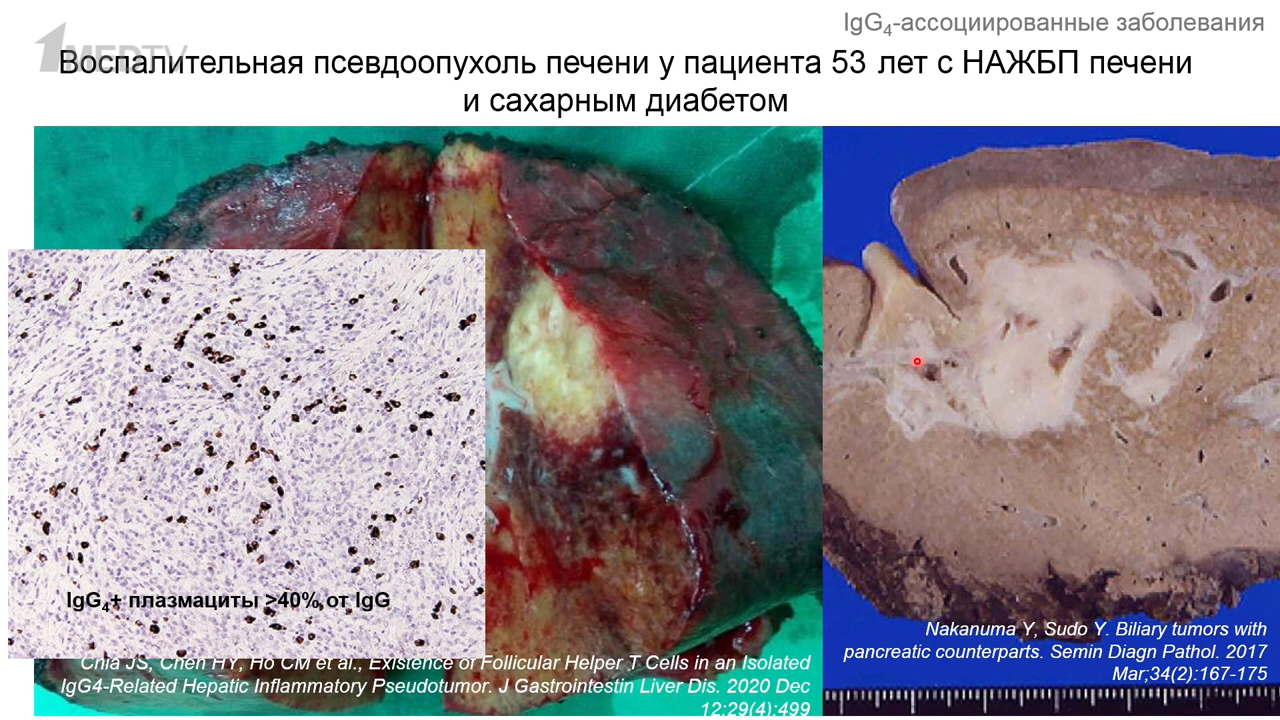 IgG4-ассоциированные заболевания
1MEDTV
Воспалительная псевдоопухоль печени у пациента 53 лет с НАЖБП печени
и сахарным диабетом
IgG4+ плазмациты >40% от IgG
Chia JS, Chen HY, Ho CM et al., Existence of Follicular Helper T Cells in an Isolated
IgG4-Related Hepatic Inflammatory Pseudotumor. J Gastrointestin Liver Dis. 2020 Dec
12;29(4):499
Nakanuma Y, Sudo Y. Biliary tumors with
pancreatic counterparts. Semin Diagn Pathol. 2017
Mar;34(2):167-175